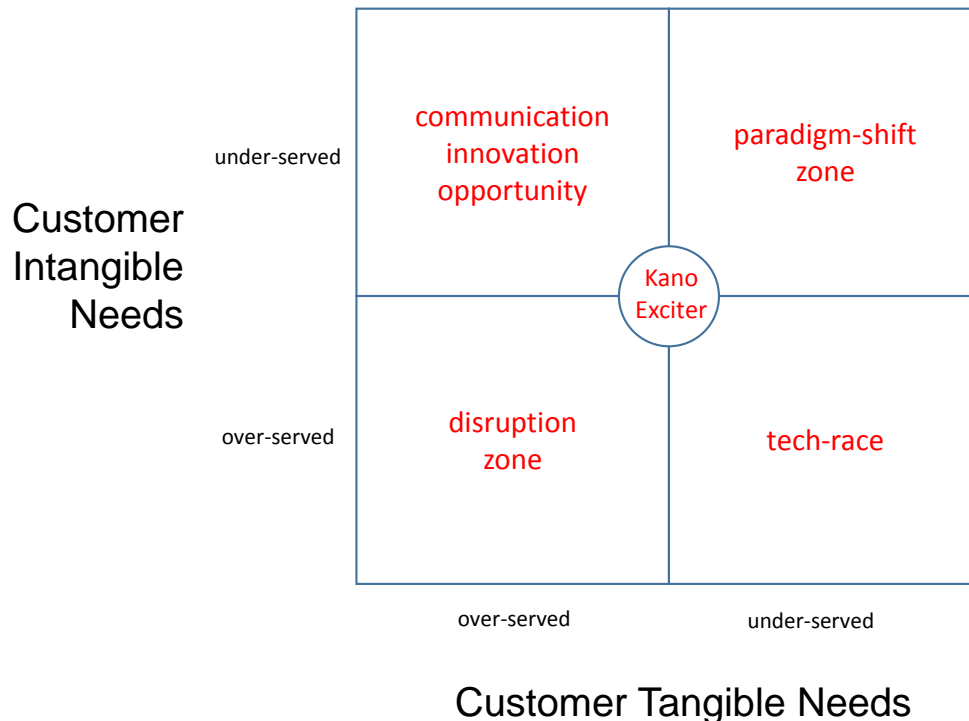 communication
innovation
opportunity
paradigm-shift
zone
under-served
Customer
Intangible
Needs
Kano
Exciter
over-served
disruption
zone
tech-race
over-served
under-served
Customer Tangible Needs